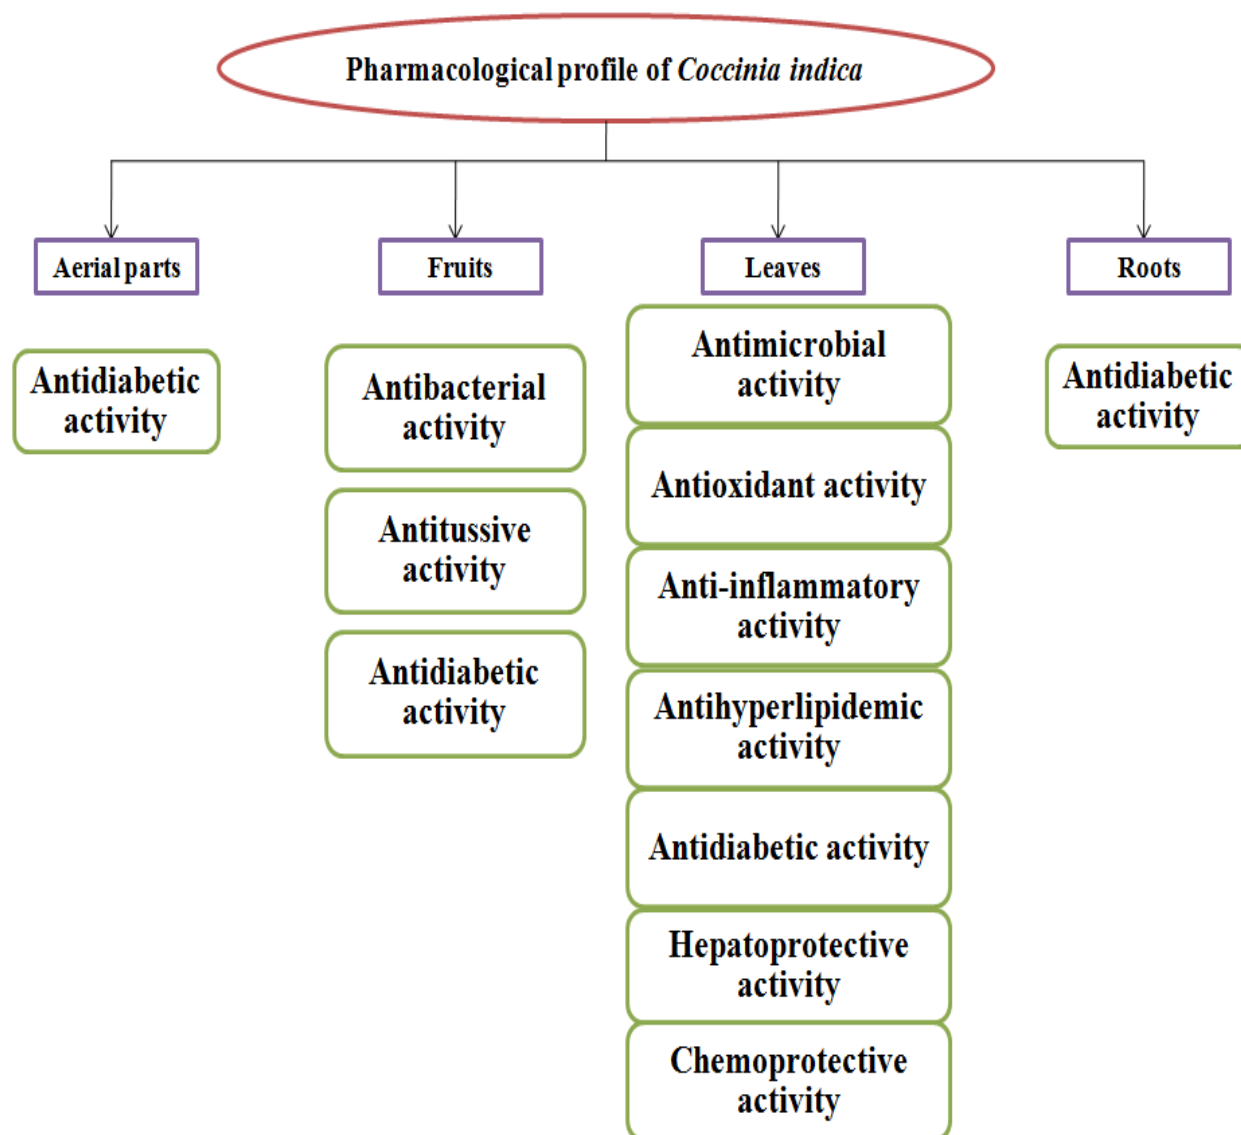 Pharmacological profile of Coccinia indica
Aerial parts
Antidiabetic
activity
Fruits
Antibacterial
activity
Antitussive
activity
Antidiabetic
activity
Leaves
Antimicrobial
activity
Antioxidant activity
Anti-inflammatory
activity
Antihyperlipidemic
activity
Antidiabetic activity
Hepatoprotective
activity
Chemoprotective
activity
Roots
Antidiabetic
activity